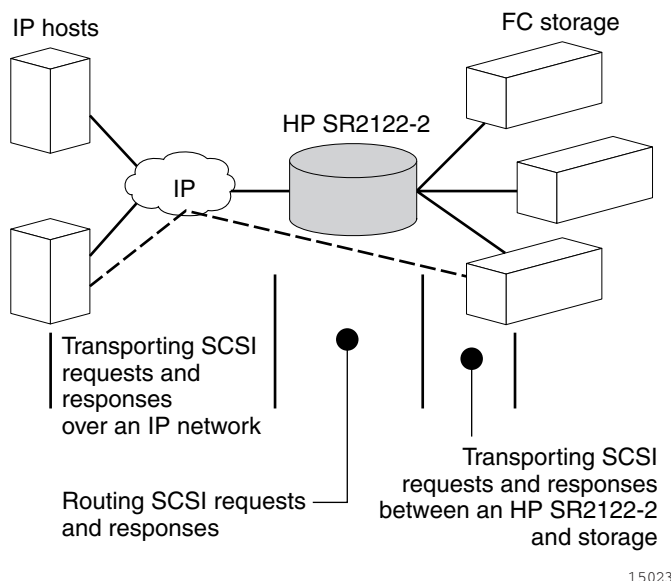 IP hosts
FC storage
HP SR2122-2
IP
Transporting SCSI
requests and
responses
over an IP network
Routing SCSI requests
and responses
Transporting SCSI
requests and responses
between an HP SR2122-2
and storage
15023